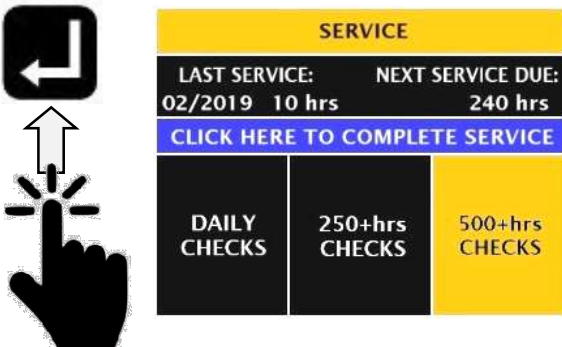 SERVICE
LAST SERVICE: NEXT SERVICE DUE:
02/2019 10 hrs 240 hrs
CLICK HERE TO COMPLETE SERVICE
DAILY 250+hrs 500+hrs
CHECKS CHECKS CHECKS